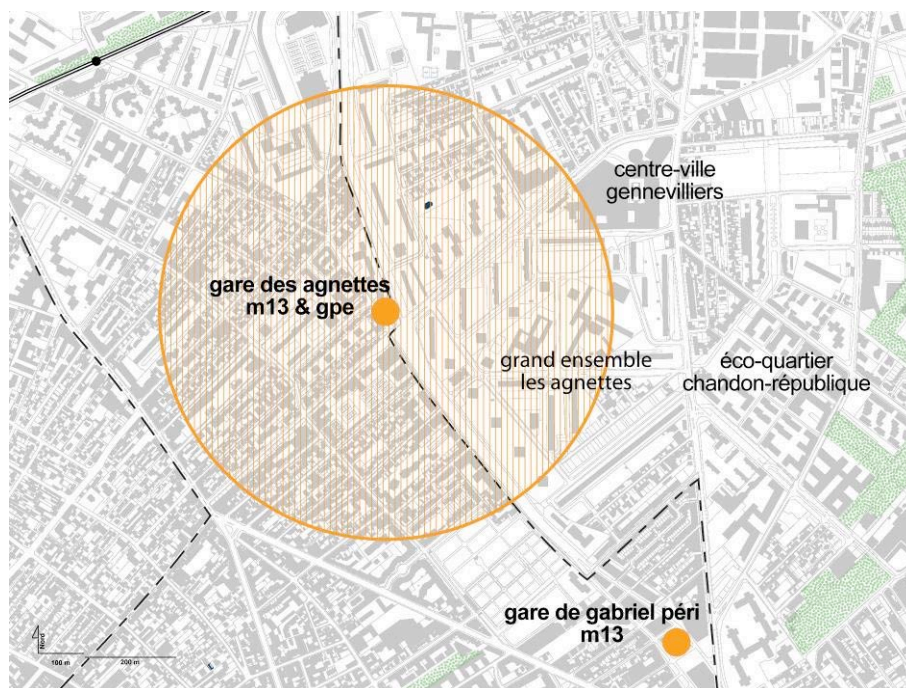 centre-ville
gennevilliers
gare des agnettes
m13 & gpe
grand ensemble
les agnettes
éco-quartier
chandon-république
gare de gabriel péri
m13
Nord
100 m
200 m